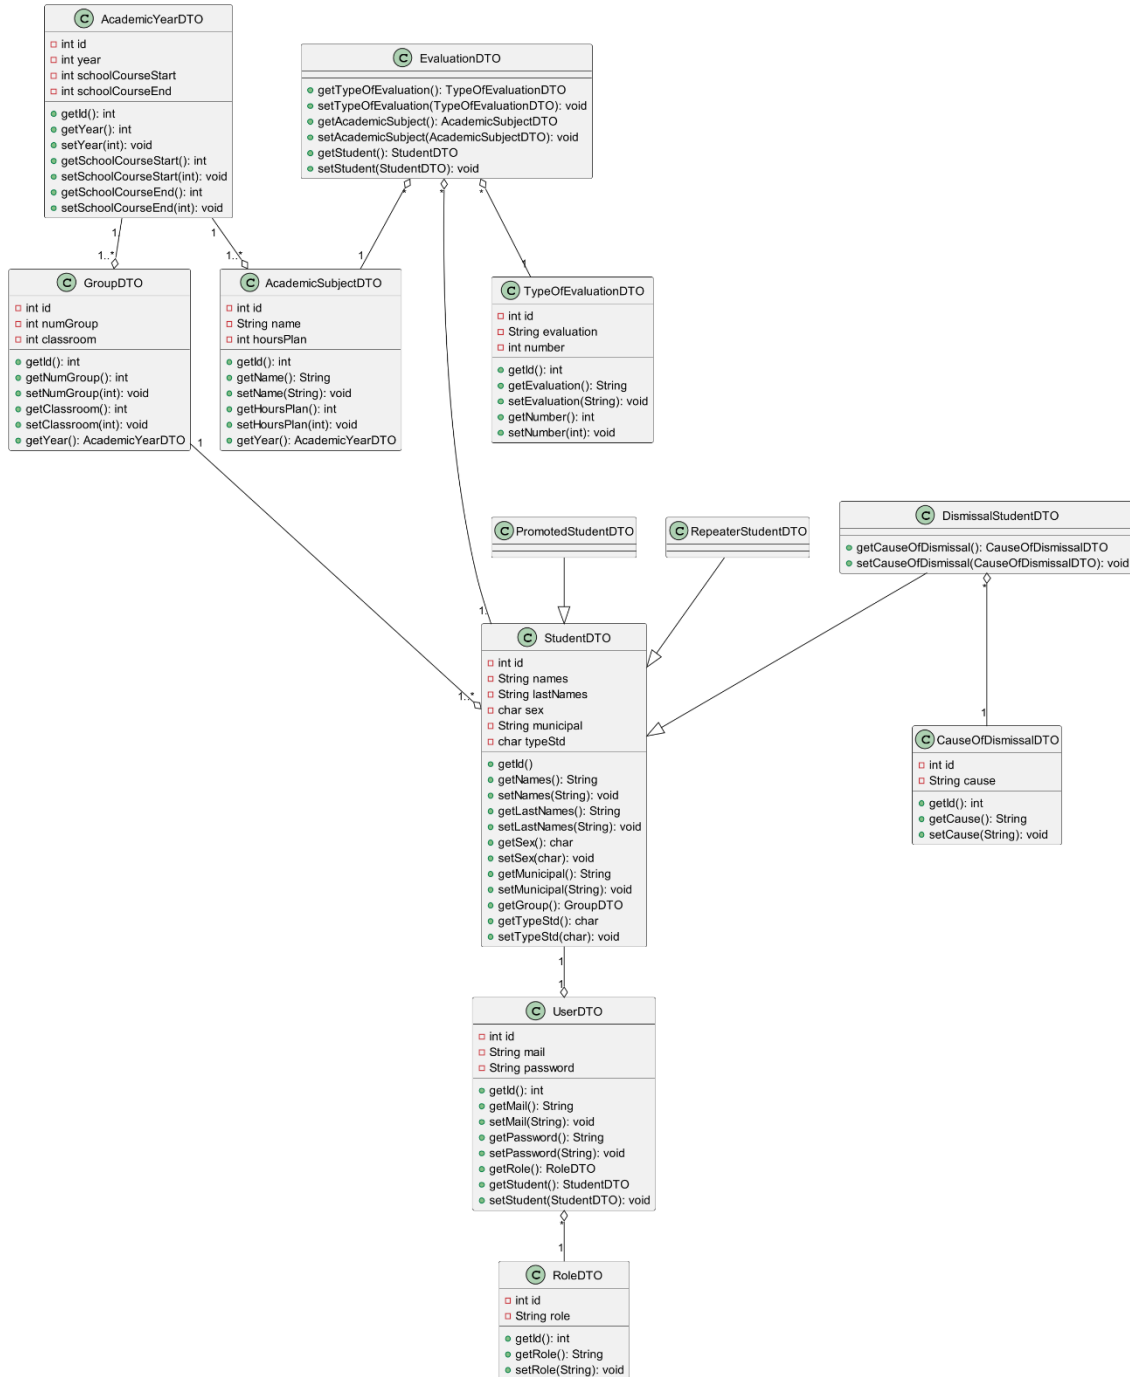 C AcademicYearDTO
int id
int year
int schoolCourseStart
int schoolCourseEnd
getId(): int
getYear(): int
setYear(int): void
getSchoolCourseStart(): int
setSchoolCourseStart(int): void
getSchoolCourseEnd(): int
setSchoolCourseEnd(int): void
C EvaluationDTO
getTypeOfEvaluation(): TypeOfEvaluationDTO
setTypeOfEvaluation(TypeOfEvaluationDTO): void
getAcademicSubject(): AcademicSubjectDTO
setAcademicSubject(AcademicSubjectDTO): void
getStudent(): StudentDTO
setStudent(StudentDTO): void
* * *
1 1
1..* 1..* 1 1
C GroupDTO
int id
int numGroup
int classroom
getId(): int
getNumGroup(): int
setNumGroup(int): void
getClassroom(): int
setClassroom(int): void
getYear(): AcademicYearDTO
C AcademicSubjectDTO
int id
String name
int hoursPlan
getId(): int
getName(): String
setName(String): void
getHoursPlan(): int
setHoursPlan(int): void
getYear(): AcademicYearDTO
C TypeOfEvaluationDTO
int id
String evaluation
int number
getId(): int
getEvaluation(): String
setEvaluation(String): void
getNumber(): int
setNumber(int): void
1
C PromotedStudentDTO
C RepeaterStudentDTO
C DismissalStudentDTO
getCauseOfDismissal(): CauseOfDismissalDTO
setCauseOfDismissal(CauseOfDismissalDTO): void
*
1
1..*
C StudentDTO
int id
String names
String lastNames
char sex
String municipal
char typeStd
getId()
getNames(): String
setNames(String): void
getLastNames(): String
setLastNames(String): void
getSex(): char
setSex(char): void
getMunicipal(): String
setMunicipal(String): void
getGroup(): GroupDTO
getTypeStd(): char
setTypeStd(char): void
1
C CauseOfDismissalDTO
int id
String cause
getId(): int
getCause(): String
setCause(String): void
1
1
C UserDTO
int id
String mail
String password
getId(): int
getMail(): String
setMail(String): void
getPassword(): String
setPassword(String): void
getRole(): RoleDTO
getStudent(): StudentDTO
setStudent(StudentDTO): void
*
1
C RoleDTO
int id
String role
getId(): int
getRole(): String
setRole(String): void